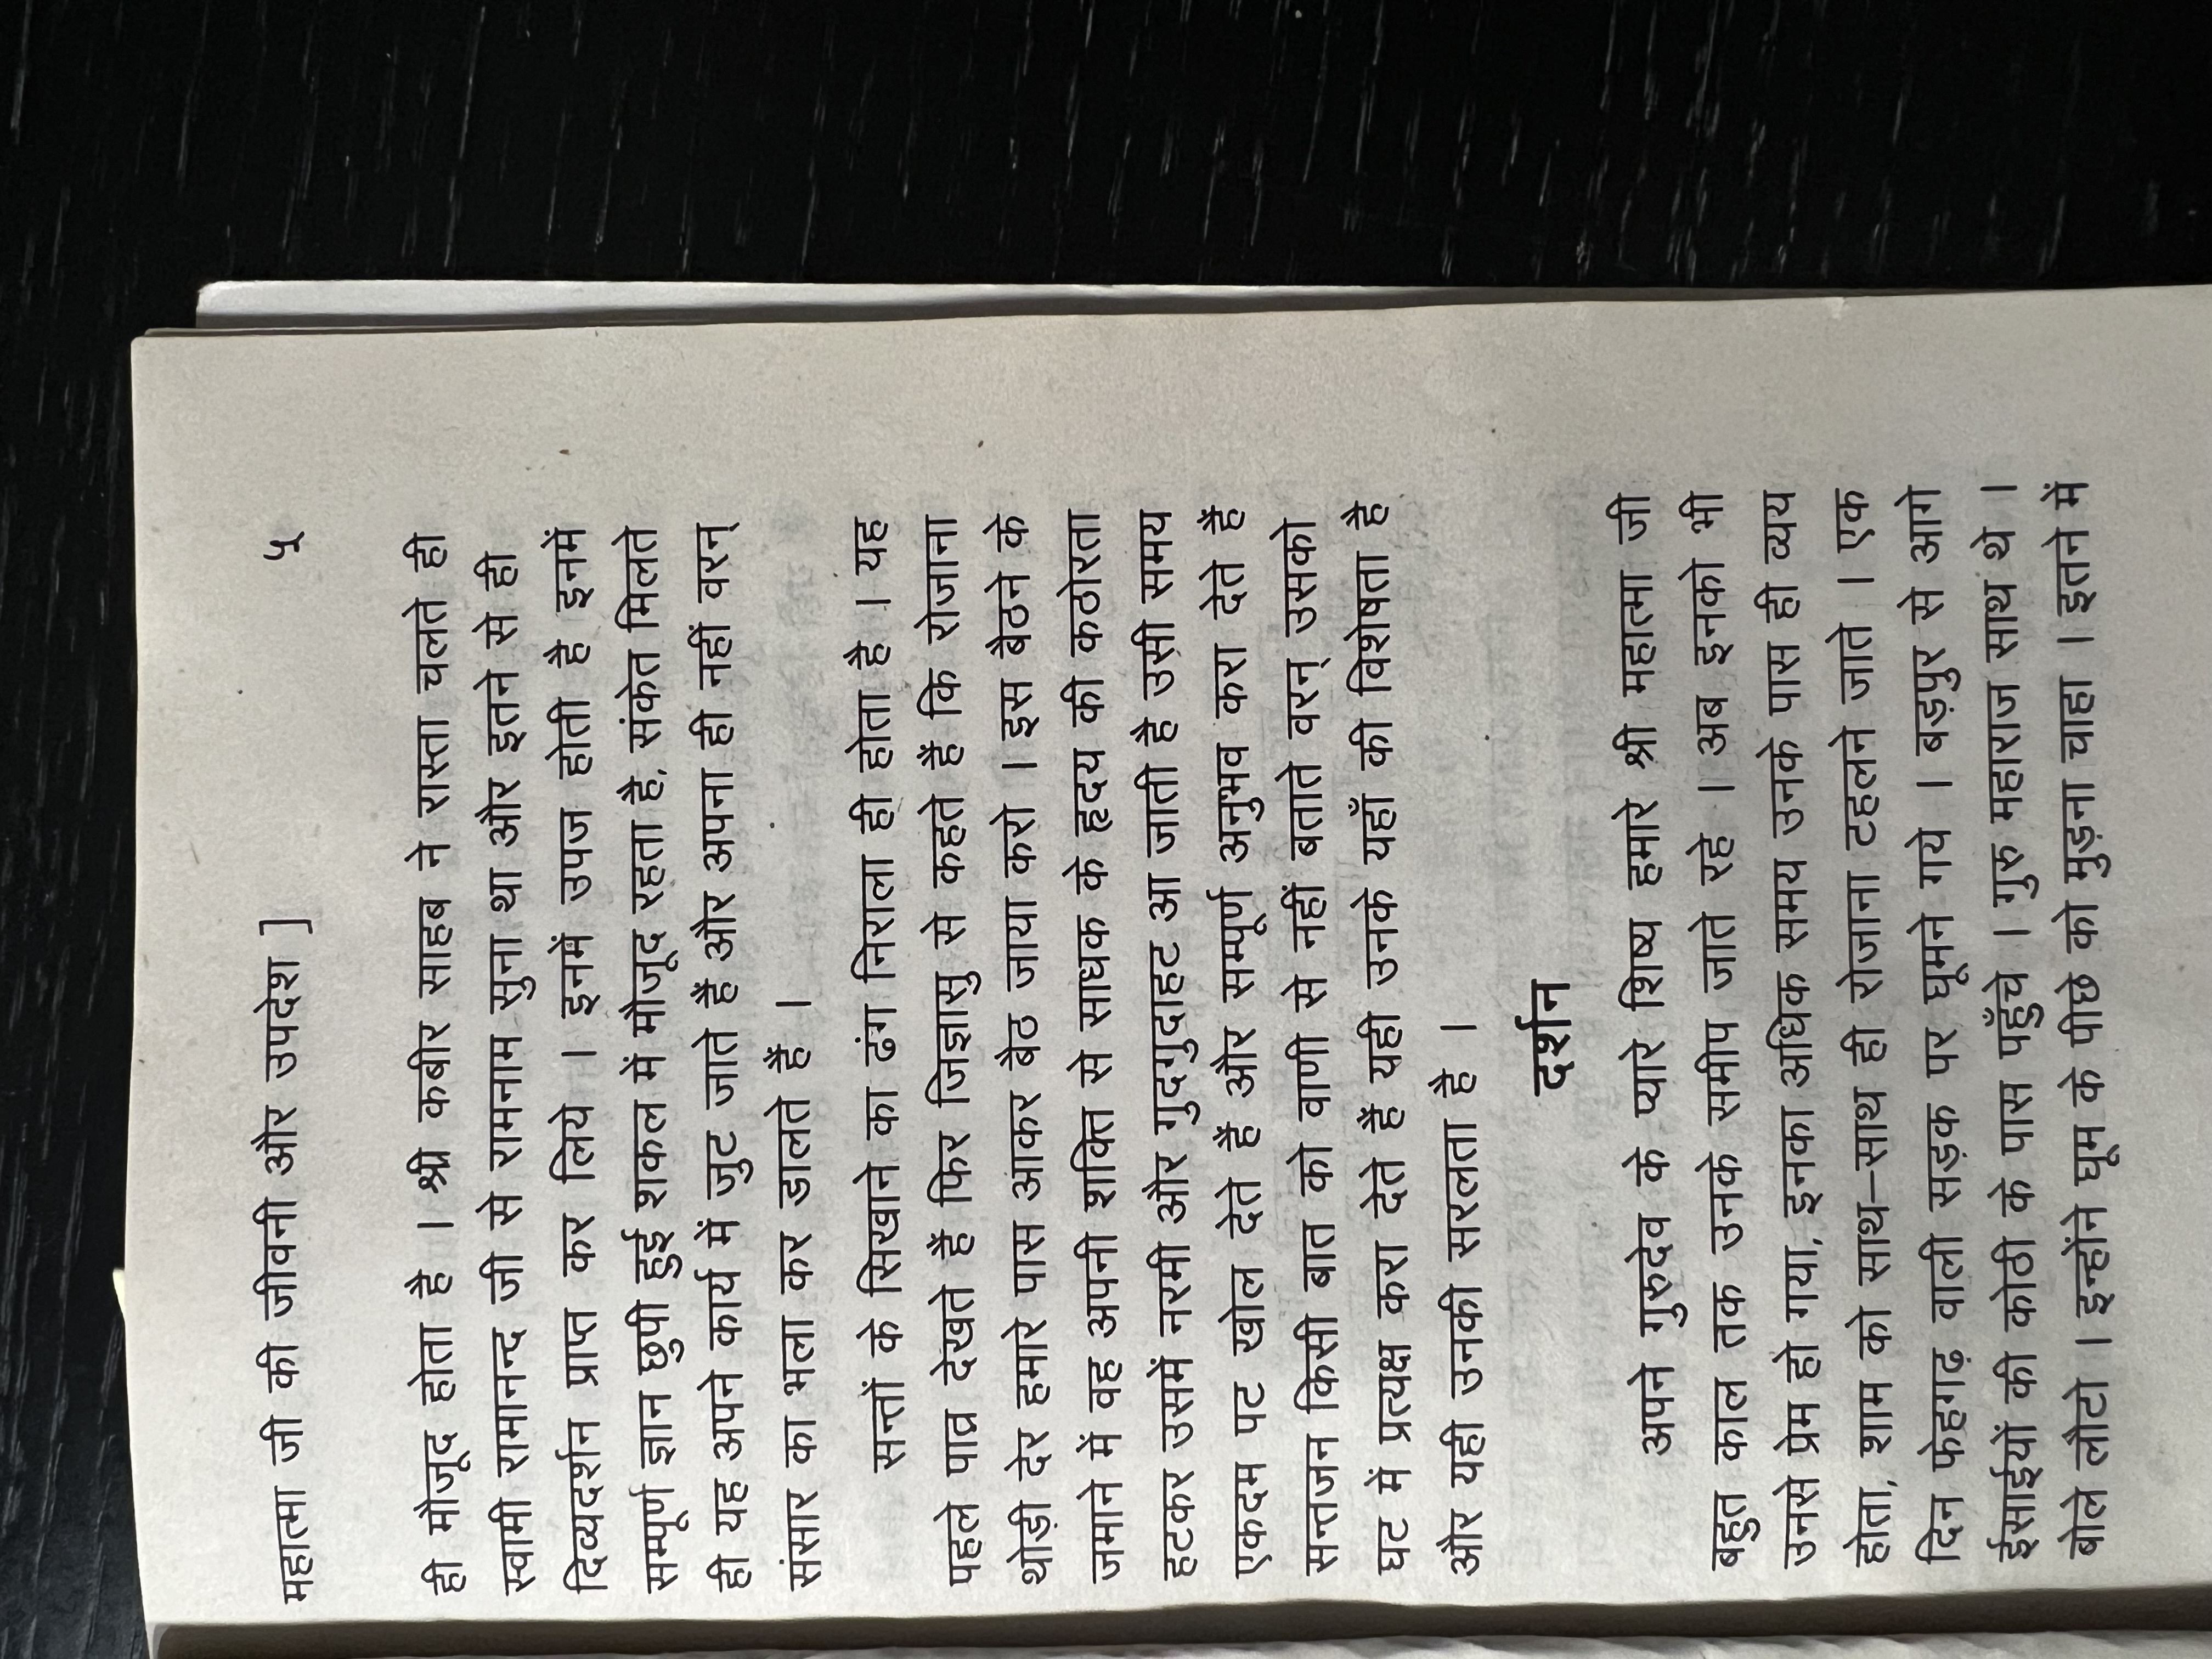 महात्मा जी की जीवनी और उपदेश ] ५
ही मौजूद होता है । श्री कबीर साहब ने रास्ता चलते ही
स्वामी रामानन्द जी से रामनाम सुना था और इतने से ही
दिव्यदर्शन प्राप्त कर लिये । इनमें उपज होती है इनमें
सम्पूर्ण ज्ञान छुपी हुई शकल में मौजूद रहता है, संकेत मिलते
ही यह अपने कार्य में जुट जाते हैं और अपना ही नहीं वरन्
संसार का भला कर डालते हैं ।
सन्तों के सिखाने का ढंग निराला ही होता है । यह
पहले पात्र देखते हैं फिर जिज्ञासु से कहते हैं कि रोजाना
थोड़ी देर हमारे पास आकर बैठ जाया करो । इस बैठने के
जमाने में वह अपनी शक्ति से साधक के हृदय की कठोरता
हटकर उसमें नरमी और गुदगुदाहट आ जाती है उसी समय
एकदम पट खोल देते हैं और सम्पूर्ण अनुभव करा देते हैं
सन्तजन किसी बात को वाणी से नहीं बताते वरन् उसको
घट में प्रत्यक्ष करा देते हैं यही उनके यहाँ की विशेषता है
और यही उनकी सरलता है ।
दर्शन
अपने गुरुदेव के प्यारे शिष्य हमारे श्री महात्मा जी
बहुत काल तक उनके समीप जाते रहे । अब इनको भी
उनसे प्रेम हो गया, इनका अधिक समय उनके पास ही व्यय
होता, शाम को साथ–साथ ही रोजाना टहलने जाते । एक
दिन फेहगढ़ वाली सड़क पर घूमने गये । बड़पुर से आगे
ईसाईयों की कोठी के पास पहुँचे । गुरु महाराज साथ थे ।
बोले लौटो । इन्होंने घूम के पीछे को मुड़ना चाहा । इतने में